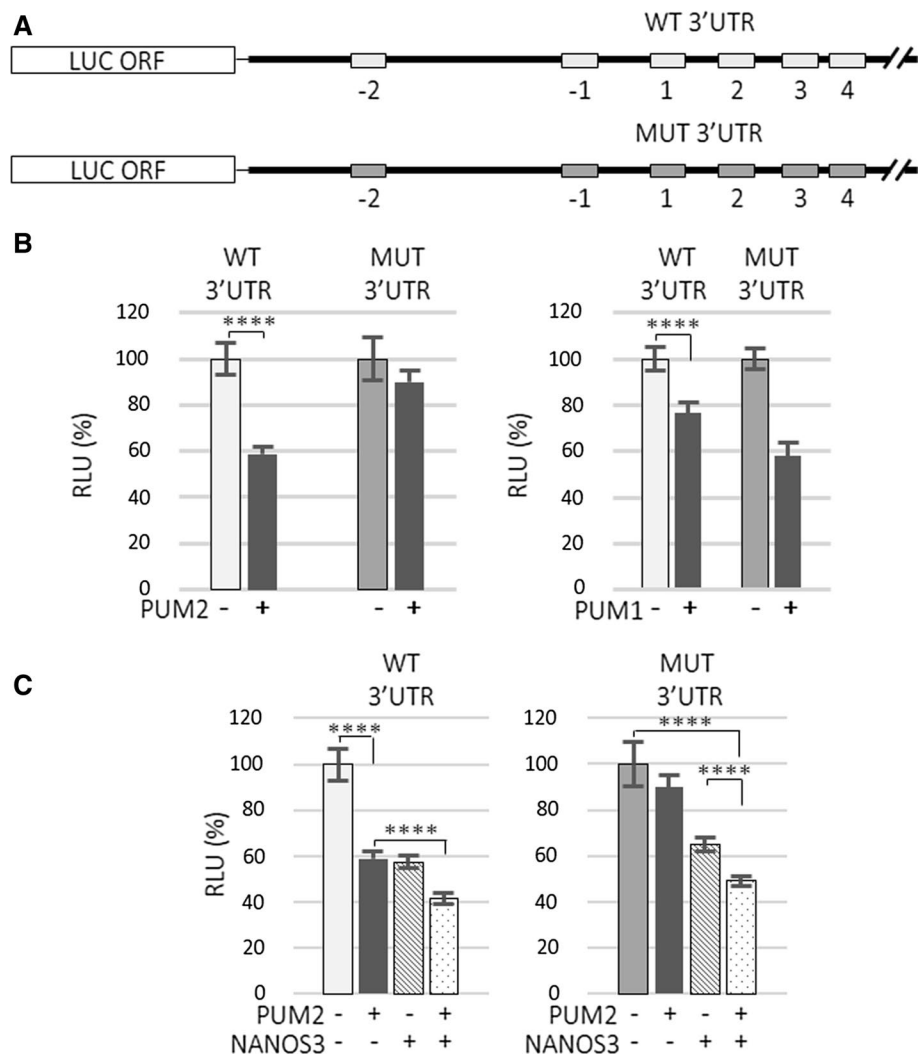 A
WT 3’UTR
LUC ORF
-2 -1 1 2 3 4
MUT 3’UTR
LUC ORF
-2 -1 1 2 3 4
B
WT 3’UTR MUT 3’UTR
120
100
80
60
40
20
0
RLU (%)
****
PUM2 - + - +
WT 3’UTR MUT 3’UTR
120
100
80
60
40
20
0
RLU (%)
****
PUM1 - + - +
C
WT 3’UTR
120
100
80
60
40
20
0
RLU (%)
****
****
PUM2 - + - +
NANOS3 - - + +
MUT 3’UTR
120
100
80
60
40
20
0
****
****
PUM2 - + - +
NANOS3 - - + +